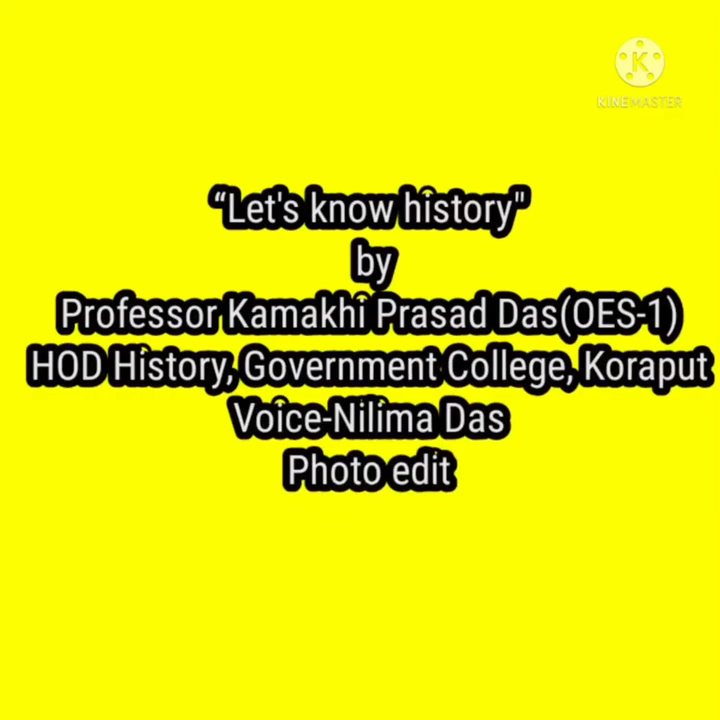 KINEMASTER
“Let's know history"
by
Professor Kamakhi Prasad Das(OES-1)
HOD History, Government College, Koraput
Voice-Nilima Das
Photo edit